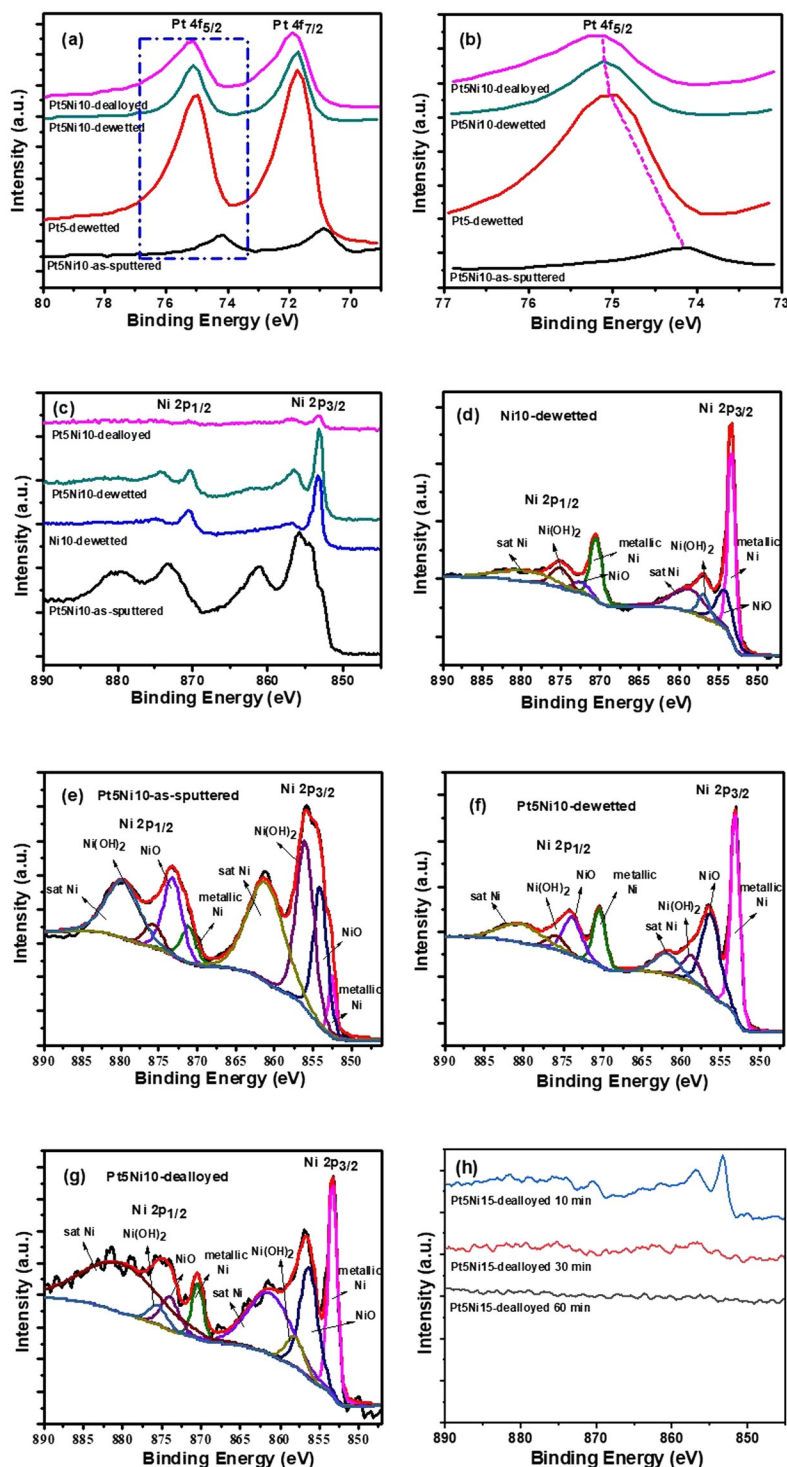 (a)
Pt 4f5/2
Pt 4f7/2
Pt5Ni10-dealloyed
Pt5Ni10-dewetted
Pt5-dewetted
Pt5Ni10-as-sputtered
Intensity (a.u.)
80 78 76 74 72 70
Binding Energy (eV)
(b)
Pt 4f5/2
Pt5Ni10-dealloyed
Pt5Ni10-dewetted
Pt5-dewetted
Pt5Ni10-as-sputtered
Intensity (a.u.)
77 76 75 74 73
Binding Energy (eV)
(c)
Ni 2p1/2
Ni 2p3/2
Pt5Ni10-dealloyed
Pt5Ni10-dewetted
Ni10-dewetted
Pt5Ni10-as-sputtered
Intensity (a.u.)
890 880 870 860 850
Binding Energy (eV)
(d)
Ni10-dewetted
Ni 2p3/2
Ni 2p1/2
Ni(OH)2
metallic
Ni
sat Ni
NiO
Ni(OH)2
metallic
Ni
sat Ni
NiO
Intensity (a.u.)
890 885 880 875 870 865 860 855 850
Binding Energy (eV)
(e)
Pt5Ni10-as-sputtered
Ni 2p3/2
Ni 2p1/2
Ni(OH)2
NiO
Ni(OH)2
sat Ni
sat Ni
metallic
Ni
NiO
metallic
Ni
Intensity (a.u.)
890 885 880 875 870 865 860 855 850
Binding Energy (eV)
(f)
Pt5Ni10-dewetted
Ni 2p3/2
Ni 2p1/2
NiO
Ni(OH)2
metallic
Ni
sat Ni
NiO
Ni(OH)2
metallic
Ni
sat Ni
Intensity (a.u.)
890 885 880 875 870 865 860 855 850
Binding Energy (eV)
(g)
Pt5Ni10-dealloyed
Ni 2p3/2
Ni 2p1/2
sat Ni
Ni(OH)2
NiO
metallic
Ni
Ni(OH)2
sat Ni
metallic
Ni
NiO
Intensity (a.u.)
890 885 880 875 870 865 860 855 850
Binding Energy (eV)
(h)
Pt5Ni15-dealloyed 10 min
Pt5Ni15-dealloyed 30 min
Pt5Ni15-dealloyed 60 min
Intensity (a.u.)
890 880 870 860 850
Binding Energy (eV)